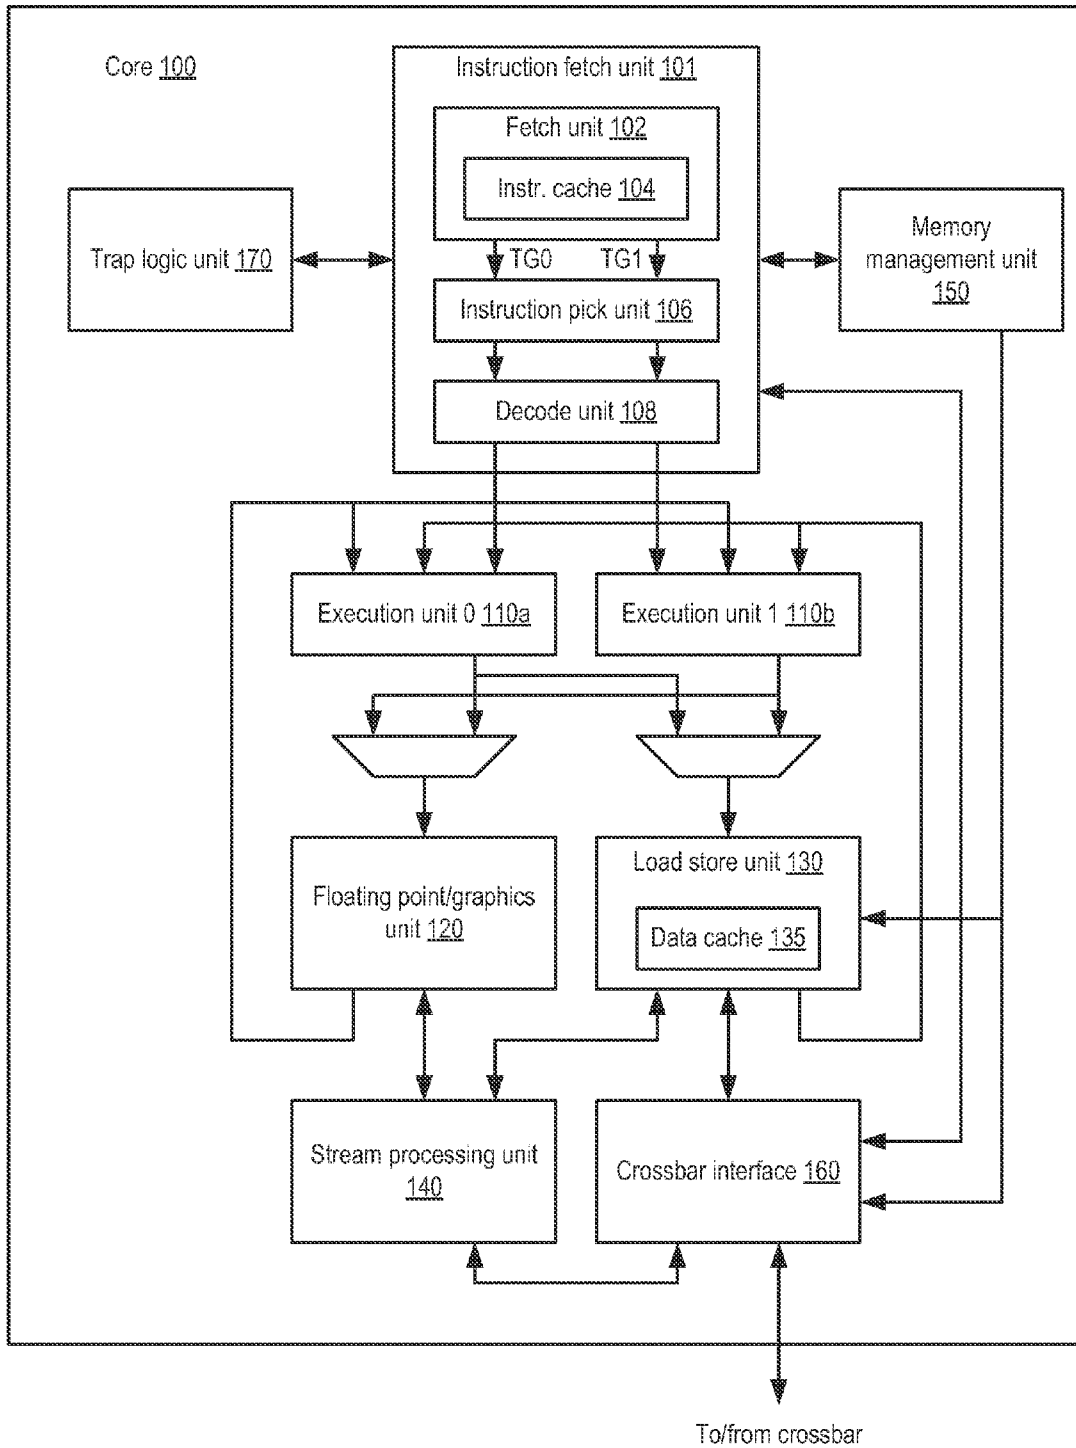 Core 100
Instruction fetch unit 101
Fetch unit 102
Instr. cache 104
Trap logic unit 170
Memory
management unit
150
TG0
TG1
Instruction pick unit 106
Decode unit 108
Execution unit 0 110a
Execution unit 1 110b
Floating point/graphics
unit 120
Load store unit 130
Data cache 135
Stream processing unit
140
Crossbar interface 160
To/from crossbar